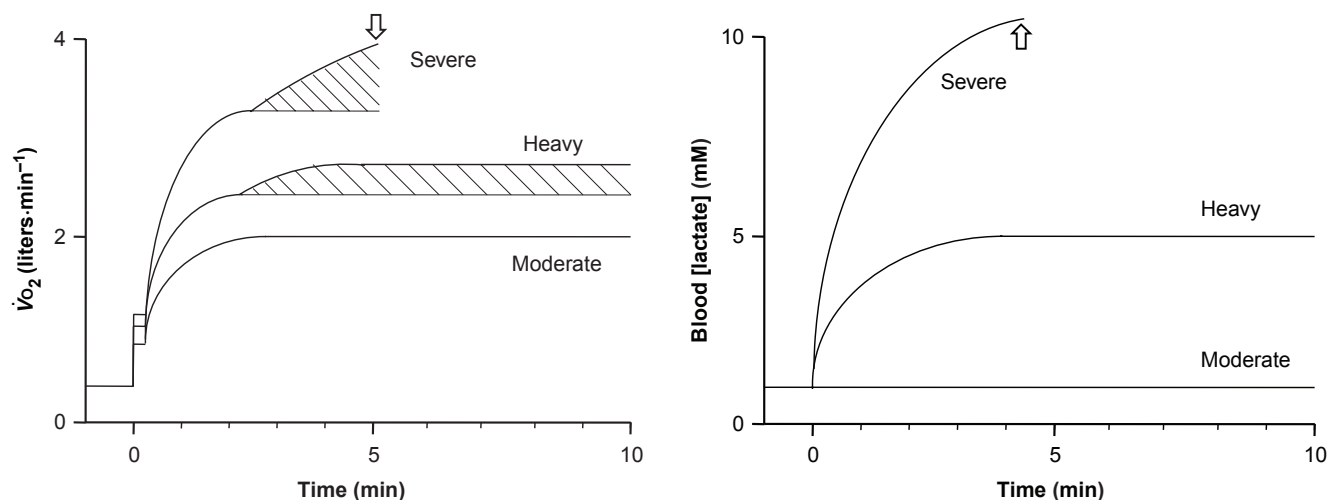 4
2
0
V̇O₂ (liters·min⁻¹)
Severe
Heavy
Moderate
0
5
10
Time (min)
10
5
0
Blood [lactate] (mM)
Severe
Heavy
Moderate
0
5
10
Time (min)